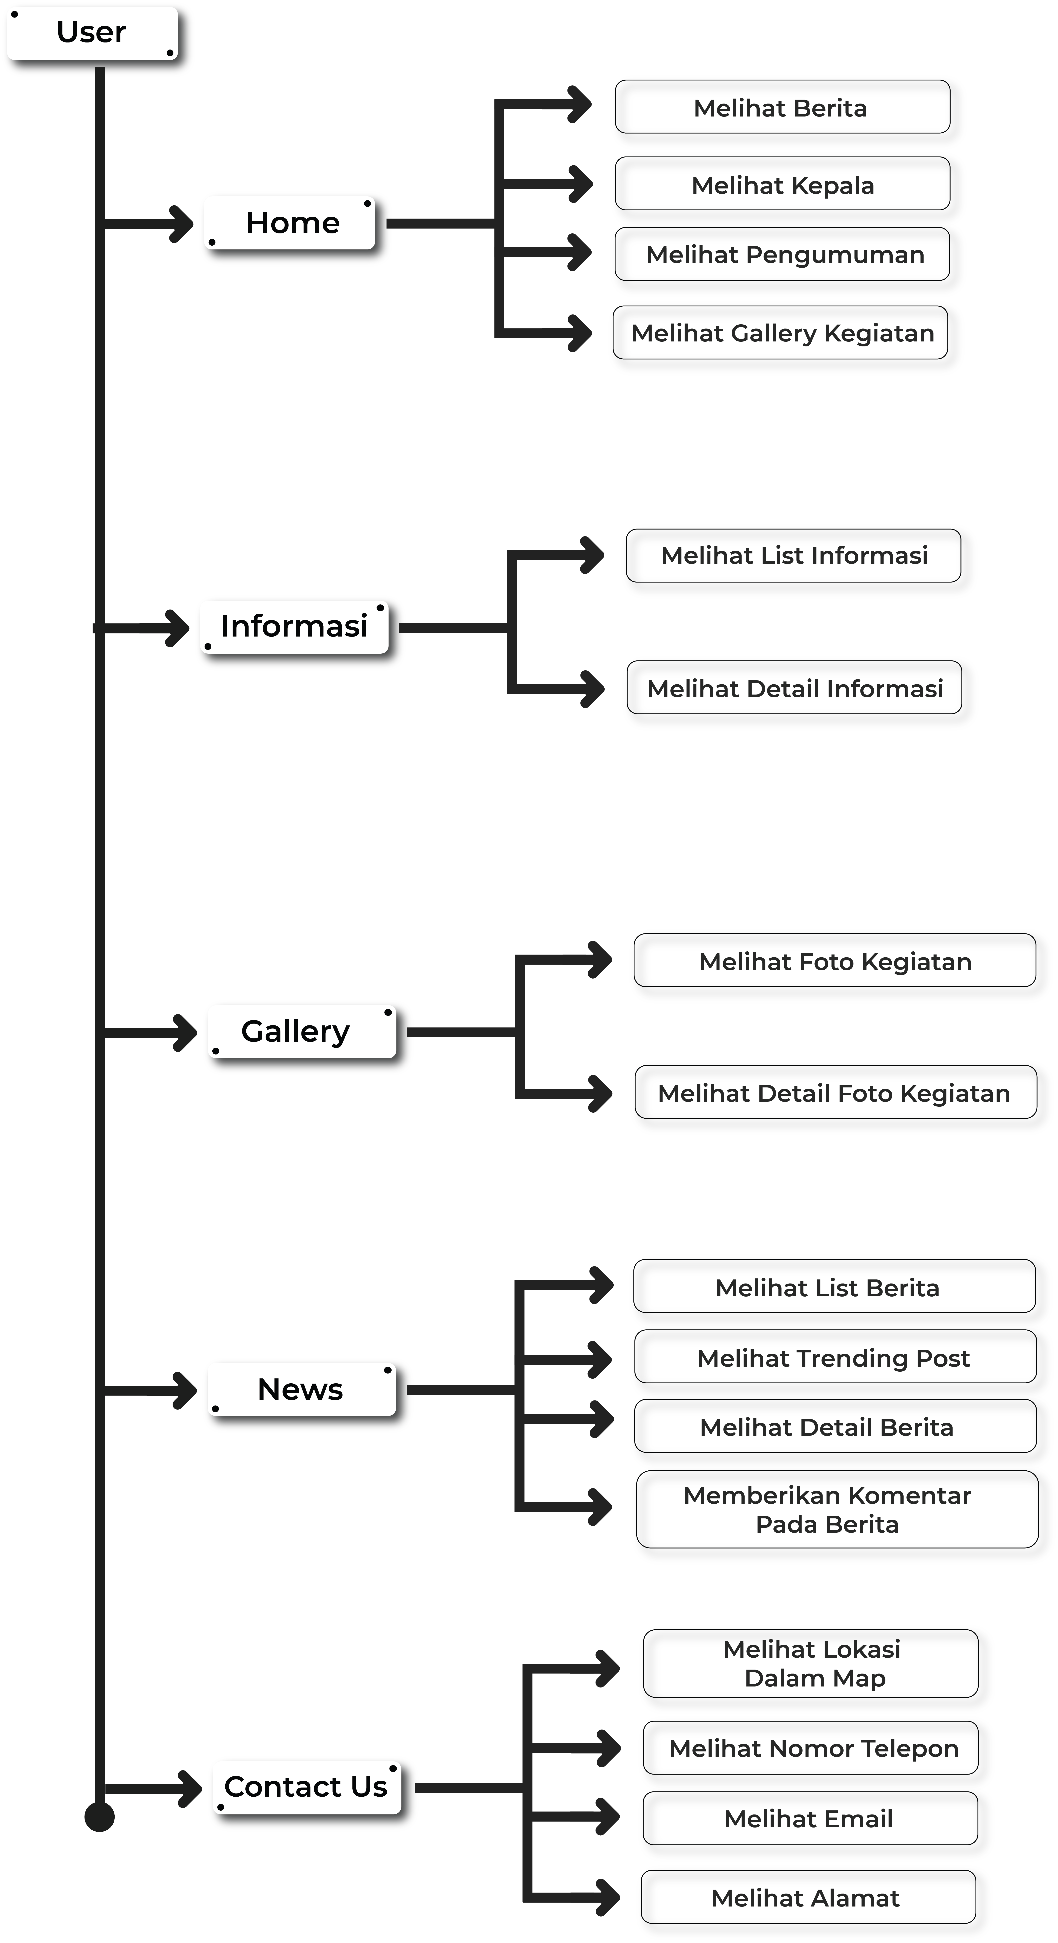 User
Home
Melihat Berita
Melihat Kepala
Melihat Pengumuman
Melihat Gallery Kegiatan
Informasi
Melihat List Informasi
Melihat Detail Informasi
Gallery
Melihat Foto Kegiatan
Melihat Detail Foto Kegiatan
News
Melihat List Berita
Melihat Trending Post
Melihat Detail Berita
Memberikan Komentar
Pada Berita
Contact Us
Melihat Lokasi
Dalam Map
Melihat Nomor Telepon
Melihat Email
Melihat Alamat